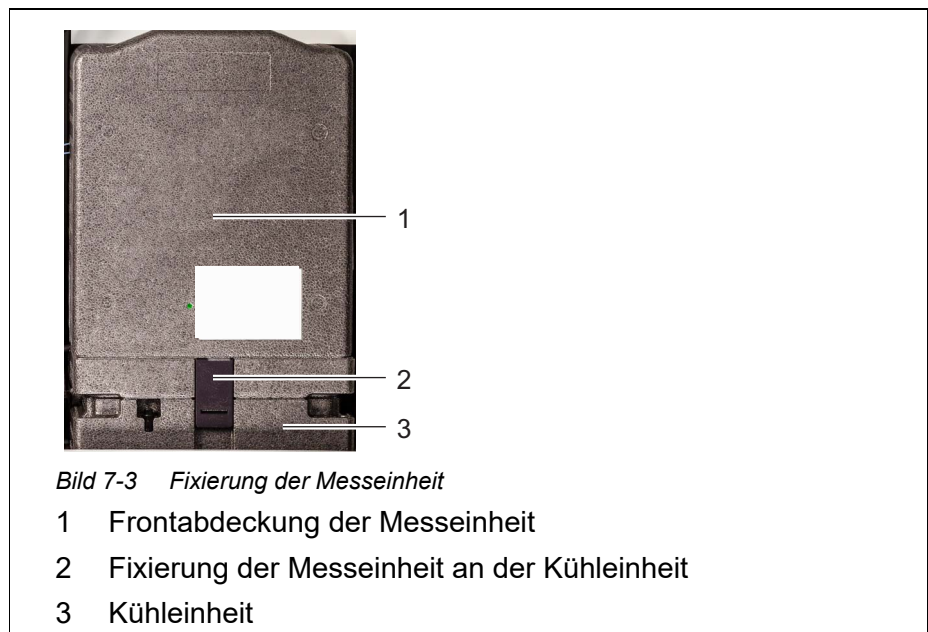 1
2
3
Bild 7-3 Fixierung der Messeinheit
1 Frontabdeckung der Messeinheit
2 Fixierung der Messeinheit an der Kühleinheit
3 Kühleinheit